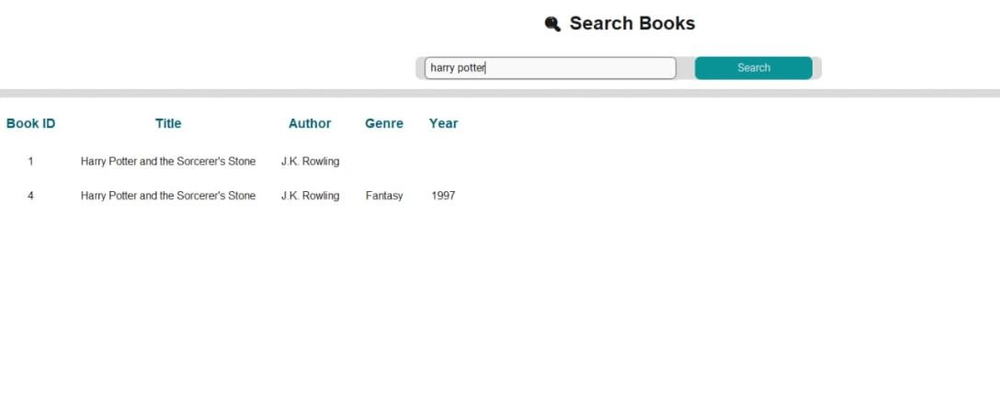 Search Books
harry potter Search
Book ID Title Author Genre Year
1 Harry Potter and the Sorcerer's Stone J.K. Rowling
4 Harry Potter and the Sorcerer's Stone J.K. Rowling Fantasy 1997